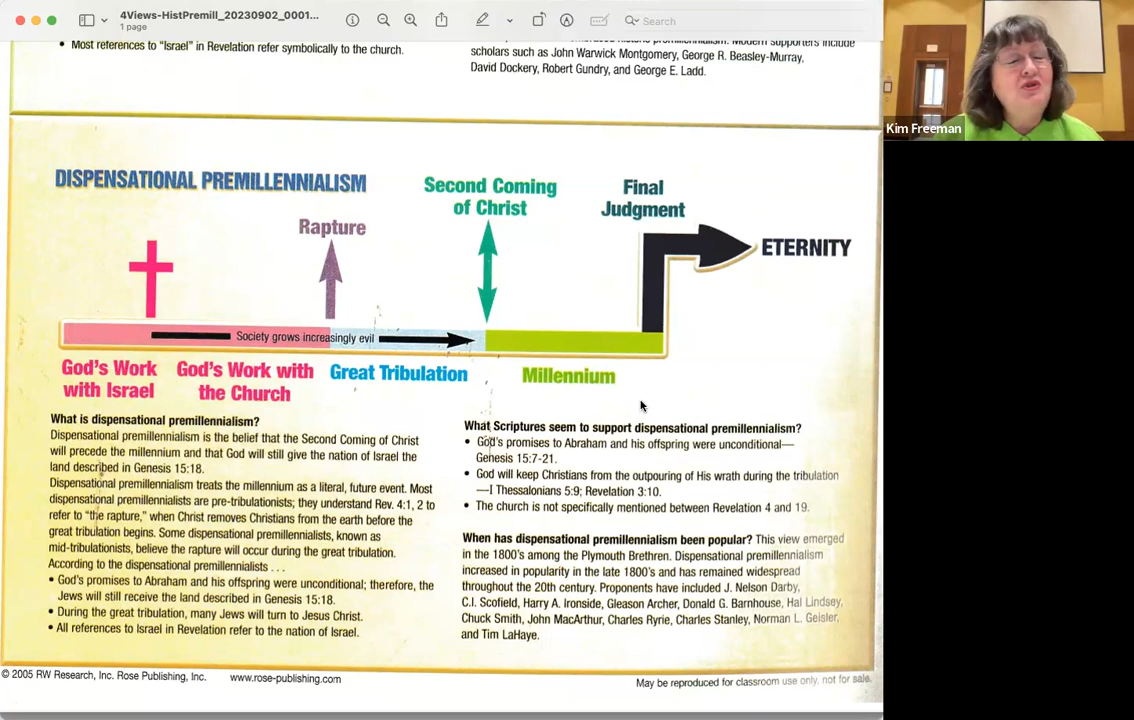 4Views-HistPremill_20230902_0001...
1 page
Search
• Most references to "Israel" in Revelation refer symbolically to the church.
scholars such as John Warwick Montgomery, George R. Beasley-Murray,
David Dockery, Robert Gundry, and George E. Ladd.
Kim Freeman
DISPENSATIONAL PREMILLENNIALISM
Second Coming
of Christ
Final
Judgment
Rapture
ETERNITY
Society grows increasingly evil
God's Work
with Israel
God's Work with
the Church
Great Tribulation
Millennium
What is dispensational premillennialism?
Dispensational premillennialism is the belief that the Second Coming of Christ
will precede the millennium and that God will still give the nation of Israel the
land described in Genesis 15:18.
Dispensational premillennialism treats the millennium as a literal, future event. Most
dispensational premillennialists are pre-tribulationists; they understand Rev. 4:1, 2 to
refer to "the rapture," when Christ removes Christians from the earth before the
great tribulation begins. Some dispensational premillennialists, known as
mid-tribulationists, believe the rapture will occur during the great tribulation.
According to the dispensational premillennialists . . .
• God's promises to Abraham and his offspring were unconditional; therefore, the
Jews will still receive the land described in Genesis 15:18.
• During the great tribulation, many Jews will turn to Jesus Christ.
• All references to Israel in Revelation refer to the nation of Israel.
What Scriptures seem to support dispensational premillennialism?
• God's promises to Abraham and his offspring were unconditional—
Genesis 15:7-21.
• God will keep Christians from the outpouring of His wrath during the tribulation
—I Thessalonians 5:9; Revelation 3:10.
• The church is not specifically mentioned between Revelation 4 and 19.
When has dispensational premillennialism been popular? This view emerged
in the 1800's among the Plymouth Brethren. Dispensational premillennialism
increased in popularity in the late 1800's and has remained widespread
throughout the 20th century. Proponents have included J. Nelson Darby,
C.I. Scofield, Harry A. Ironside, Gleason Archer, Donald G. Barnhouse, Hal Lindsey,
Chuck Smith, John MacArthur, Charles Ryrie, Charles Stanley, Norman L. Geisler,
and Tim LaHaye.
© 2005 RW Research, Inc. Rose Publishing, Inc.
www.rose-publishing.com
May be reproduced for classroom use only, not for sale.